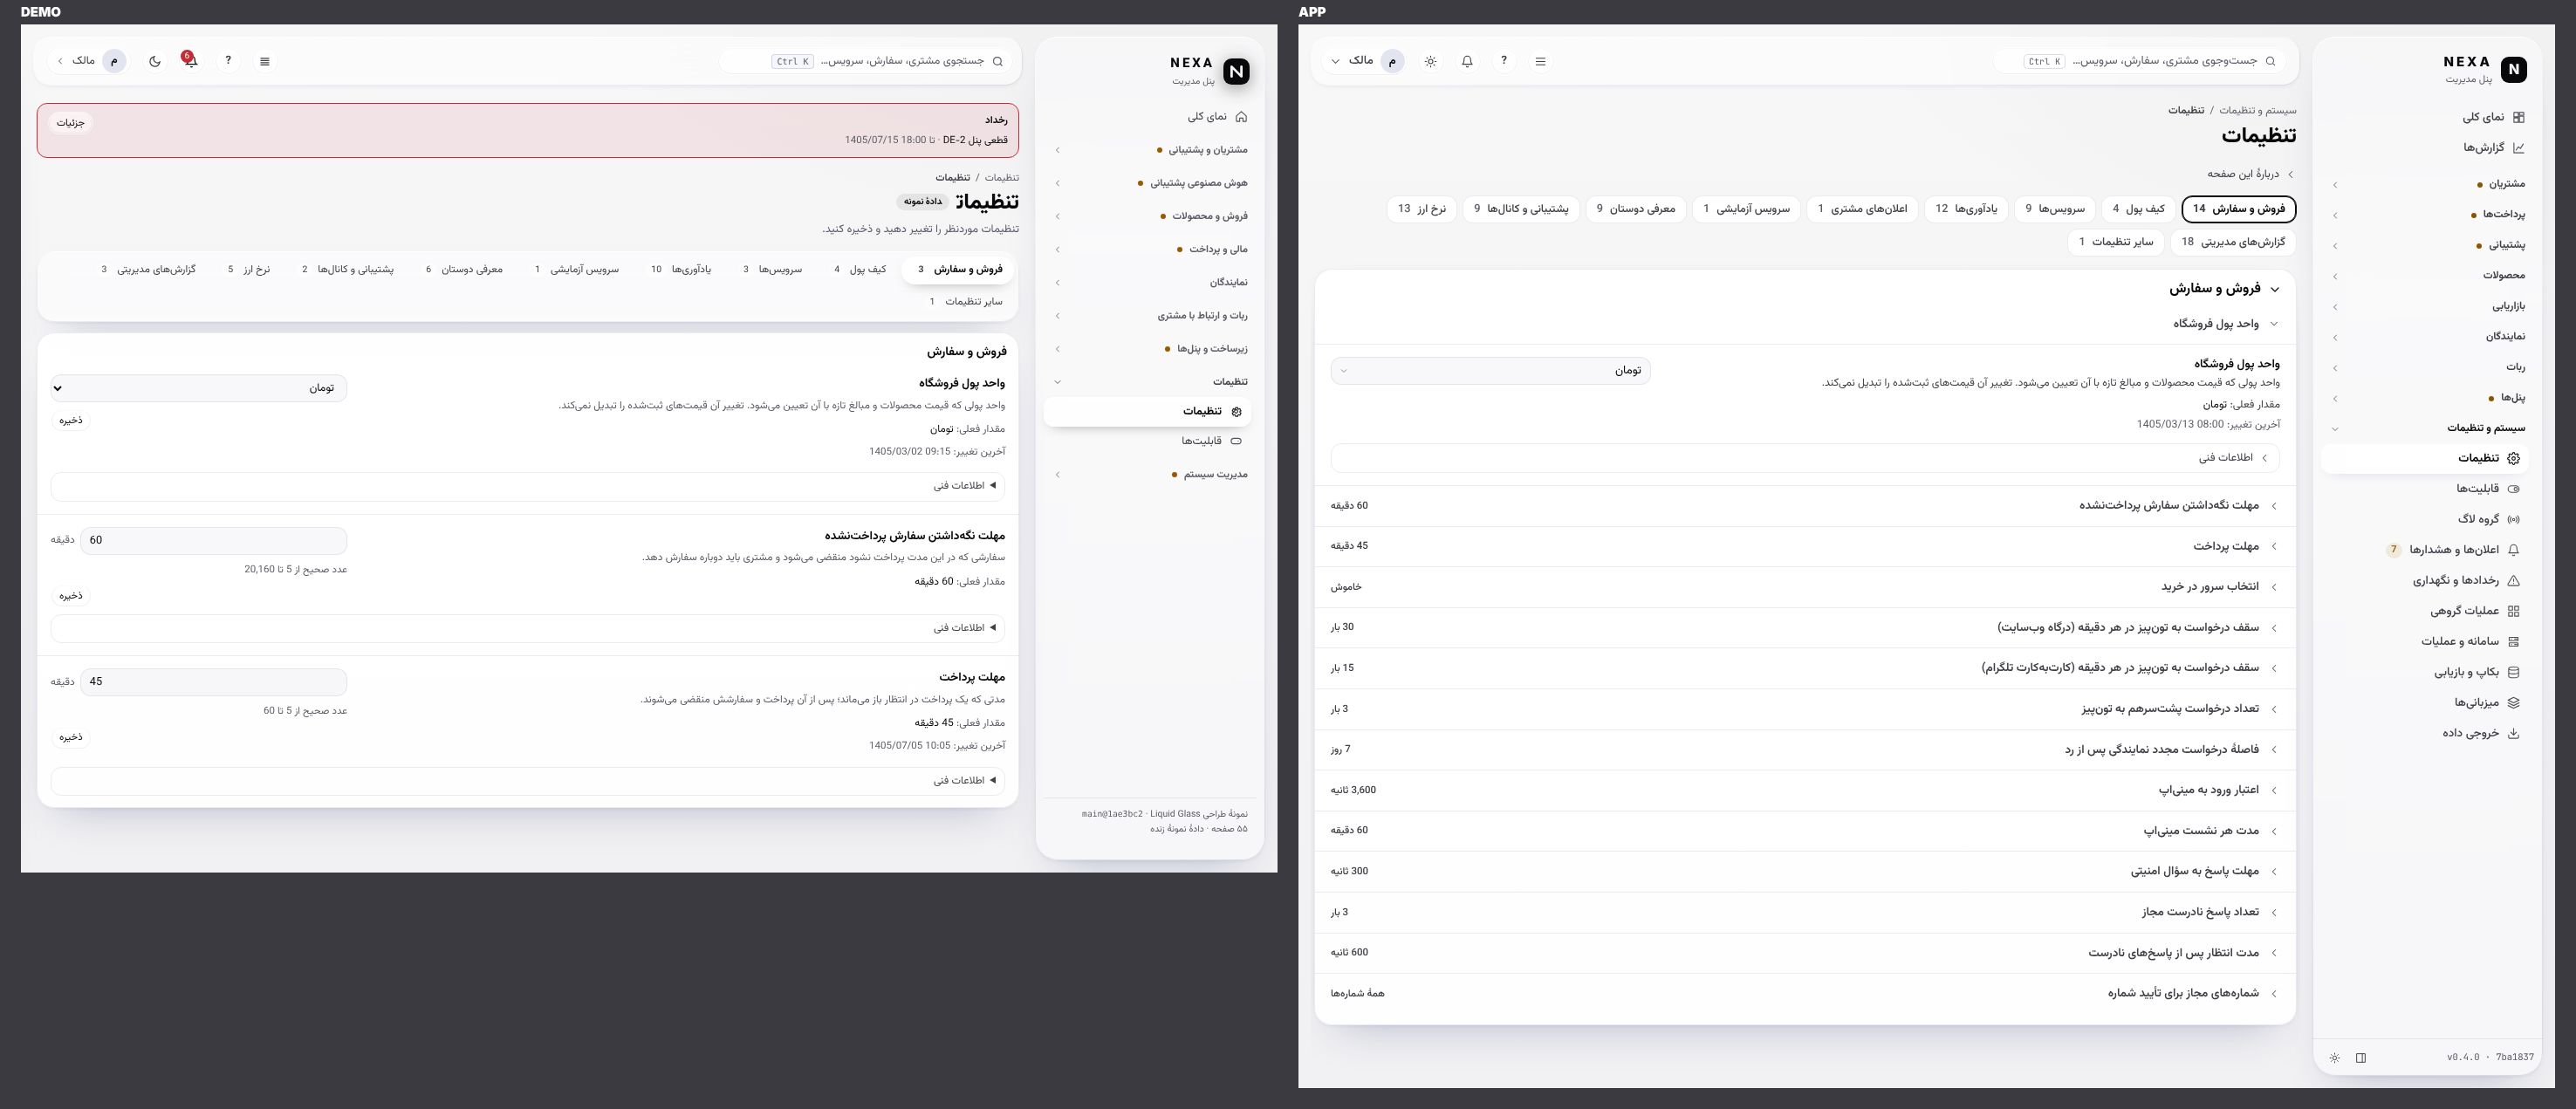 DEMO
NEXA
پنل مدیریت
جستجوی مشتری، سفارش، سرویس…
Ctrl K
?
6
م
مالک
نمای کلی
مشتریان و پشتیبانی
هوش مصنوعی پشتیبانی
فروش و محصولات
مالی و پرداخت
نمایندگان
ربات و ارتباط با مشتری
زیرساخت و پنل‌ها
تنظیمات
تنظیمات
قابلیت‌ها
مدیریت سیستم
نمونهٔ طراحی Liquid Glass · main@1ae3bc2
۵۵ صفحه · دادهٔ نمونهٔ زنده
رخداد
جزئیات
قطعی پنل DE-2 · تا 18:00 1405/07/15
تنظیمات / تنظیمات
تنظیمات دادهٔ نمونه
تنظیمات موردنظر را تغییر دهید و ذخیره کنید.
فروش و سفارش 3
کیف پول 4
سرویس‌ها 3
یادآوری‌ها 10
سرویس آزمایشی 1
معرفی دوستان 6
پشتیبانی و کانال‌ها 2
نرخ ارز 5
گزارش‌های مدیریتی 3
سایر تنظیمات 1
فروش و سفارش
واحد پول فروشگاه
تومان
واحد پولی که قیمت محصولات و مبالغ تازه با آن تعیین می‌شود. تغییر آن قیمت‌های ثبت‌شده را تبدیل نمی‌کند.
ذخیره
مقدار فعلی: تومان
آخرین تغییر: 09:15 1405/03/02
اطلاعات فنی
مهلت نگه‌داشتن سفارش پرداخت‌نشده
60 دقیقه
سفارشی که در این مدت پرداخت نشود منقضی می‌شود و مشتری باید دوباره سفارش دهد.
عدد صحیح از 5 تا 20,160
مقدار فعلی: 60 دقیقه
ذخیره
اطلاعات فنی
مهلت پرداخت
45 دقیقه
مدتی که یک پرداخت در انتظار باز می‌ماند؛ پس از آن پرداخت و سفارشش منقضی می‌شوند.
عدد صحیح از 5 تا 60
مقدار فعلی: 45 دقیقه
ذخیره
آخرین تغییر: 10:05 1405/07/05
اطلاعات فنی
APP
N
NEXA
پنل مدیریت
جست‌وجوی مشتری، سفارش، سرویس…
Ctrl K
?
م
مالک
نمای کلی
گزارش‌ها
مشتریان
پرداخت‌ها
پشتیبانی
محصولات
بازاریابی
نمایندگان
ربات
پنل‌ها
سیستم و تنظیمات
تنظیمات
قابلیت‌ها
گروه لاگ
اعلان‌ها و هشدارها 7
رخدادها و نگهداری
عملیات گروهی
سامانه و عملیات
بکاپ و بازیابی
میزبانی‌ها
خروجی داده
v0.4.0 · 7ba1837
سیستم و تنظیمات / تنظیمات
تنظیمات
دربارهٔ این صفحه
فروش و سفارش 14
کیف پول 4
سرویس‌ها 9
یادآوری‌ها 12
اعلان‌های مشتری 1
سرویس آزمایشی 1
معرفی دوستان 9
پشتیبانی و کانال‌ها 9
نرخ ارز 13
گزارش‌های مدیریتی 18
سایر تنظیمات 1
فروش و سفارش
واحد پول فروشگاه
واحد پول فروشگاه
تومان
واحد پولی که قیمت محصولات و مبالغ تازه با آن تعیین می‌شود. تغییر آن قیمت‌های ثبت‌شده را تبدیل نمی‌کند.
مقدار فعلی: تومان
آخرین تغییر: 08:00 1405/03/13
اطلاعات فنی
مهلت نگه‌داشتن سفارش پرداخت‌نشده 60 دقیقه
مهلت پرداخت 45 دقیقه
انتخاب سرور در خرید خاموش
سقف درخواست به تون‌پیز در هر دقیقه (درگاه وب‌سایت) 30 بار
سقف درخواست به تون‌پیز در هر دقیقه (کارت‌به‌کارت تلگرام) 15 بار
تعداد درخواست پشت‌سرهم به تون‌پیز 3 بار
فاصلهٔ درخواست مجدد نمایندگی پس از رد 7 روز
اعتبار ورود به مینی‌اپ 3,600 ثانیه
مدت هر نشست مینی‌اپ 60 دقیقه
مهلت پاسخ به سؤال امنیتی 300 ثانیه
تعداد پاسخ نادرست مجاز 3 بار
مدت انتظار پس از پاسخ‌های نادرست 600 ثانیه
شماره‌های مجاز برای تأیید شماره همهٔ شماره‌ها